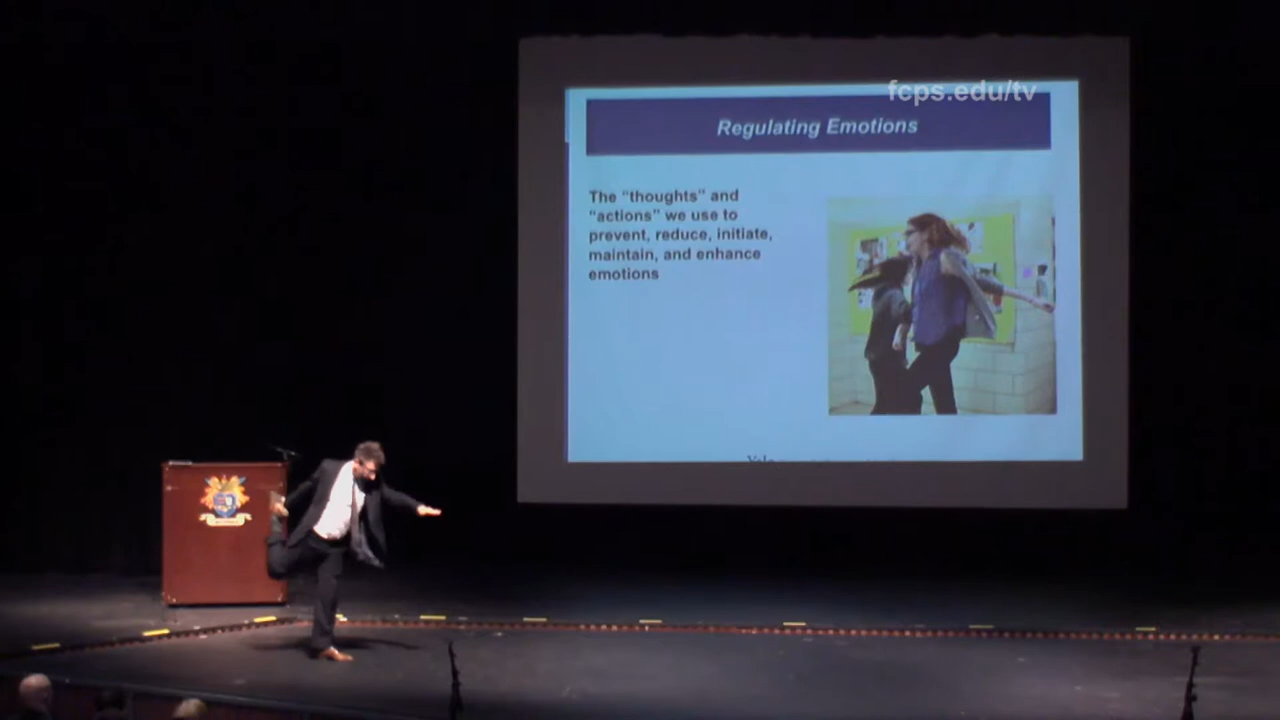 fcps.edu/tv
Regulating Emotions
The "thoughts" and
"actions" we use to
prevent, reduce, initiate,
maintain, and enhance
emotions